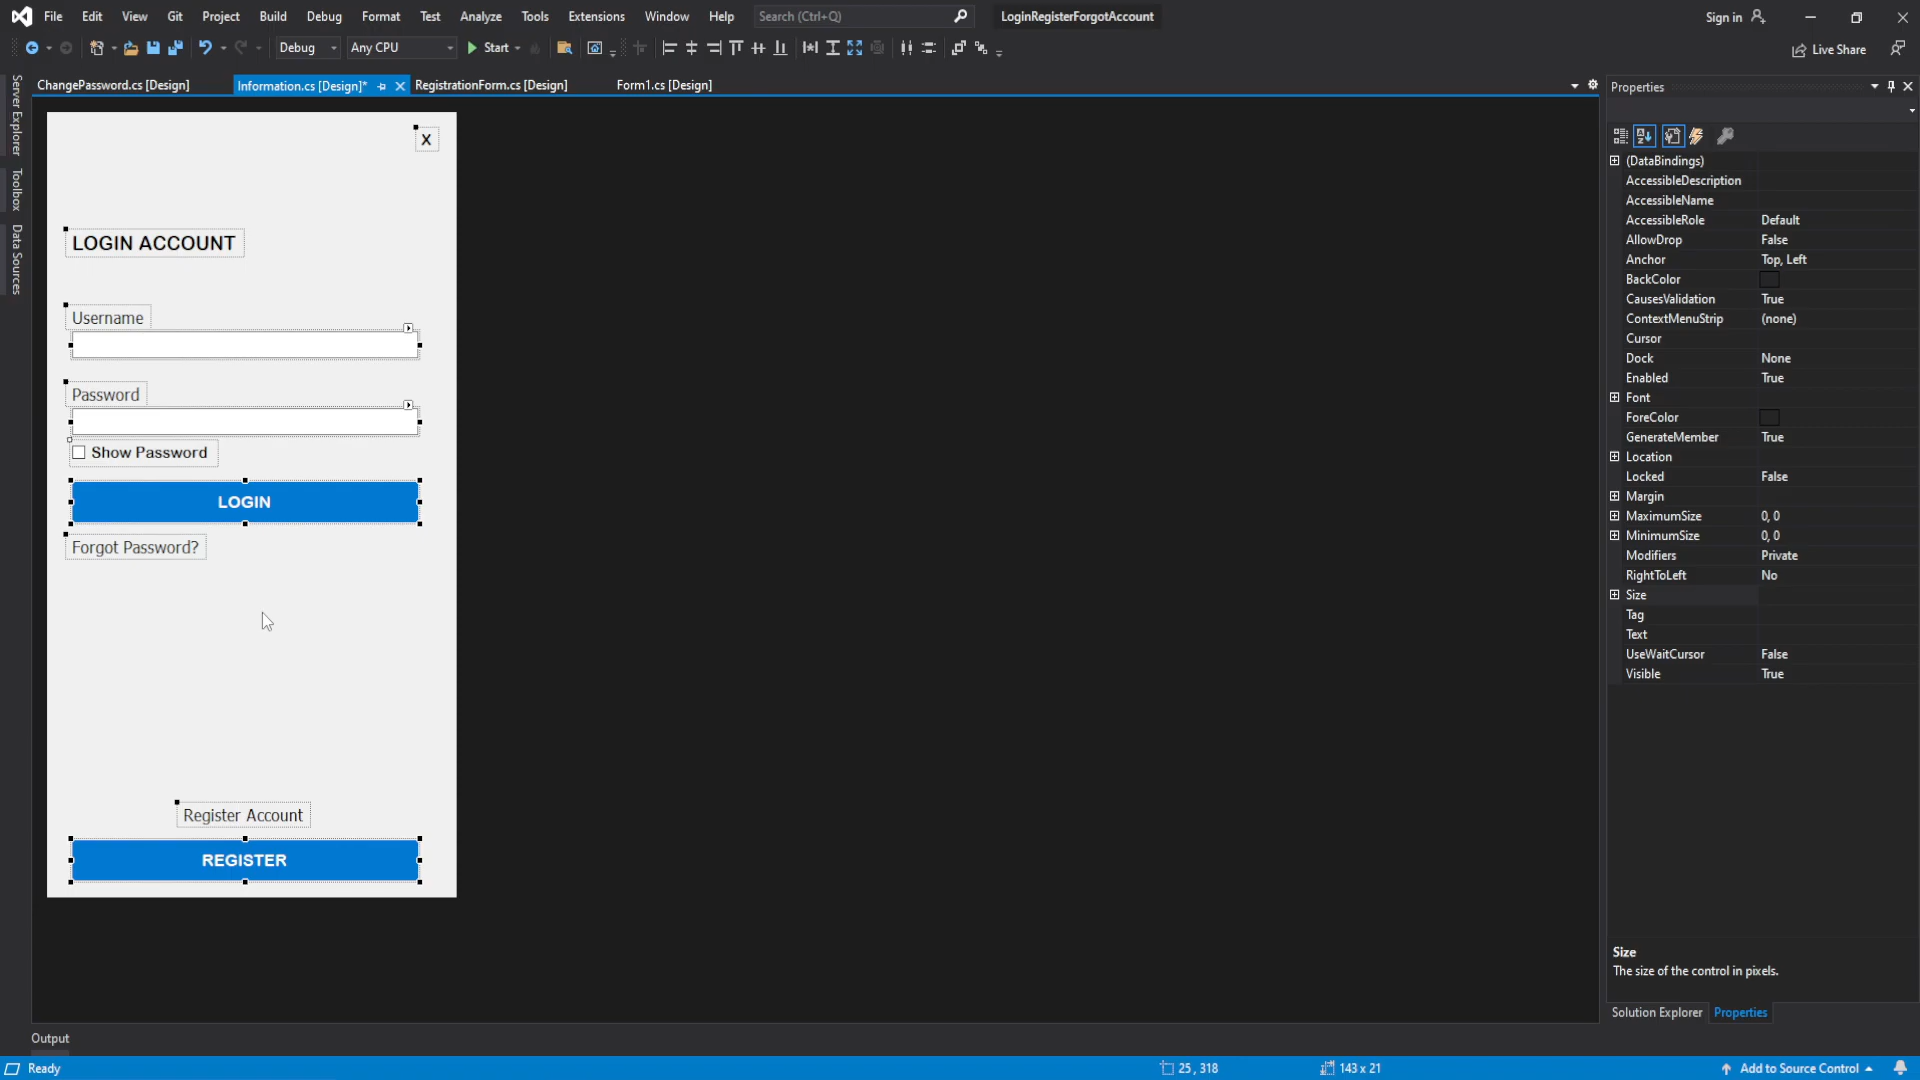 File Edit View Git Project Build Debug Format Test Analyze Tools Extensions Window Help Search (Ctrl+Q) LoginRegisterForgotAccount Sign in
Debug Any CPU Start Live Share
ChangePassword.cs [Design] Information.cs [Design]* RegistrationForm.cs [Design] Form1.cs [Design]
Server Explorer
Toolbox
Data Sources
X
LOGIN ACCOUNT
Username
Password
Show Password
LOGIN
Forgot Password?
Register Account
REGISTER
Properties
(DataBindings)
AccessibleDescription
AccessibleName
AccessibleRole Default
AllowDrop False
Anchor Top, Left
BackColor
CausesValidation True
ContextMenuStrip (none)
Cursor
Dock None
Enabled True
Font
ForeColor
GenerateMember True
Location
Locked False
Margin
MaximumSize 0, 0
MinimumSize 0, 0
Modifiers Private
RightToLeft No
Size
Tag
Text
UseWaitCursor False
Visible True
Size
The size of the control in pixels.
Solution Explorer Properties
Output
Ready 25 , 318 143 x 21 Add to Source Control